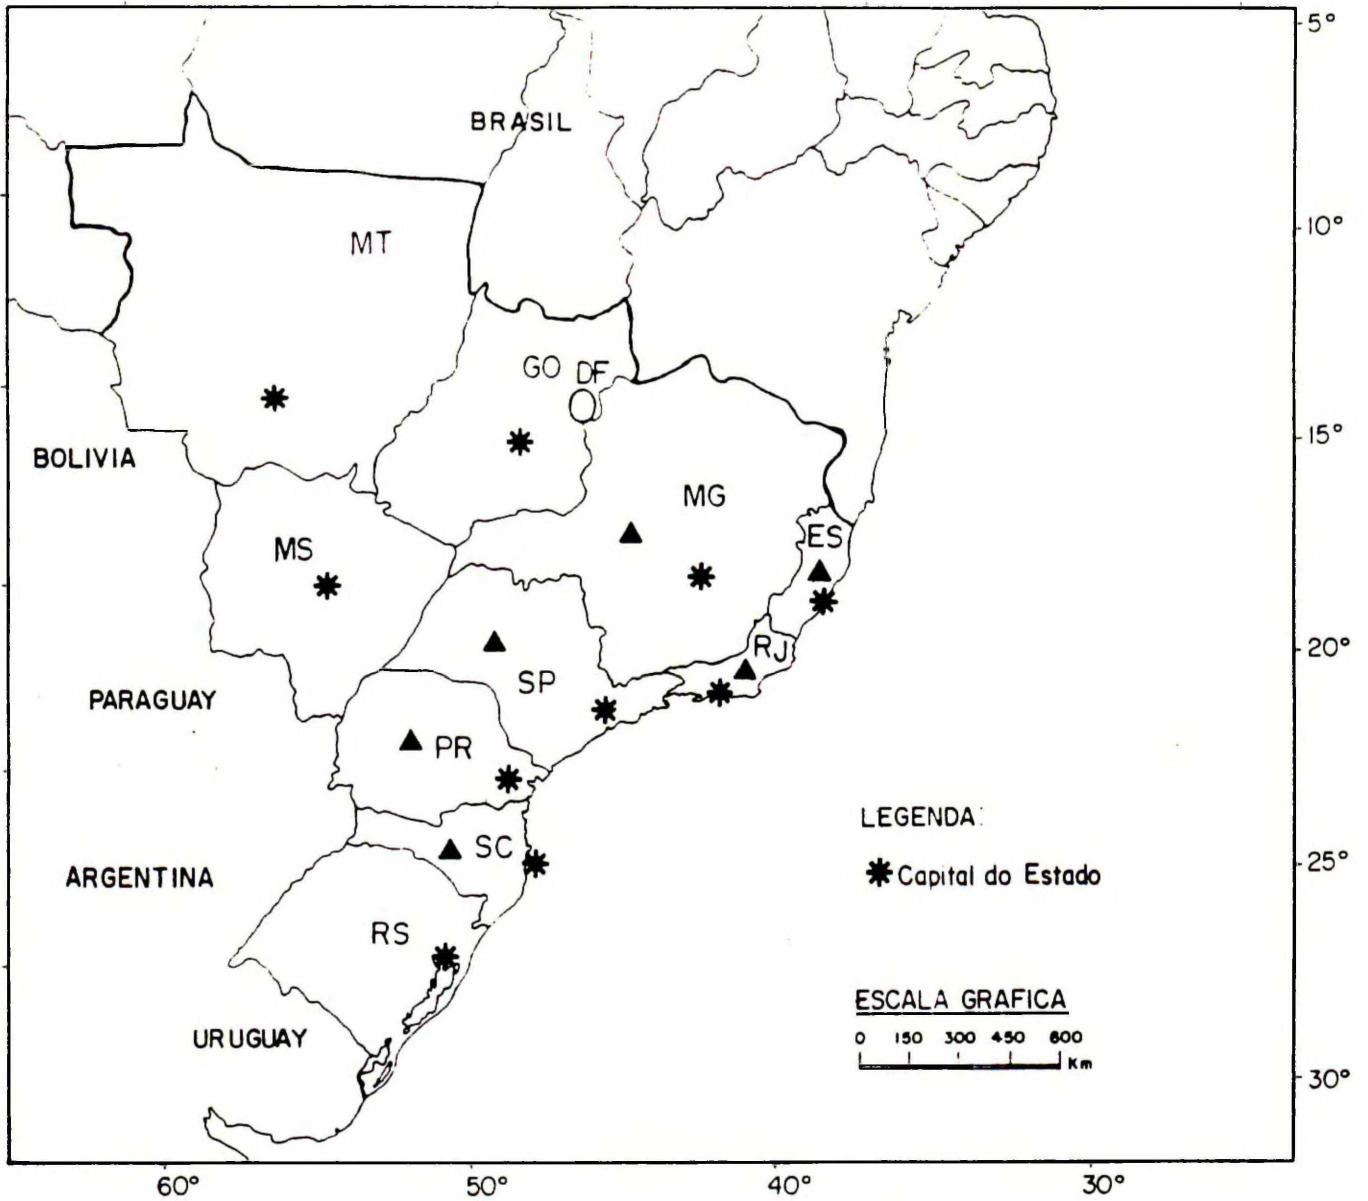 5°
BRASIL
10°
MT
GO DF
15°
BOLIVIA
MG
ES
MS
20°
RJ
SP
PARAGUAY
PR
LEGENDA:
SC
25°
ARGENTINA
Capital do Estado
RS
ESCALA GRAFICA
0 150 300 450 600
Km
URUGUAY
30°
60° 50° 40° 30°